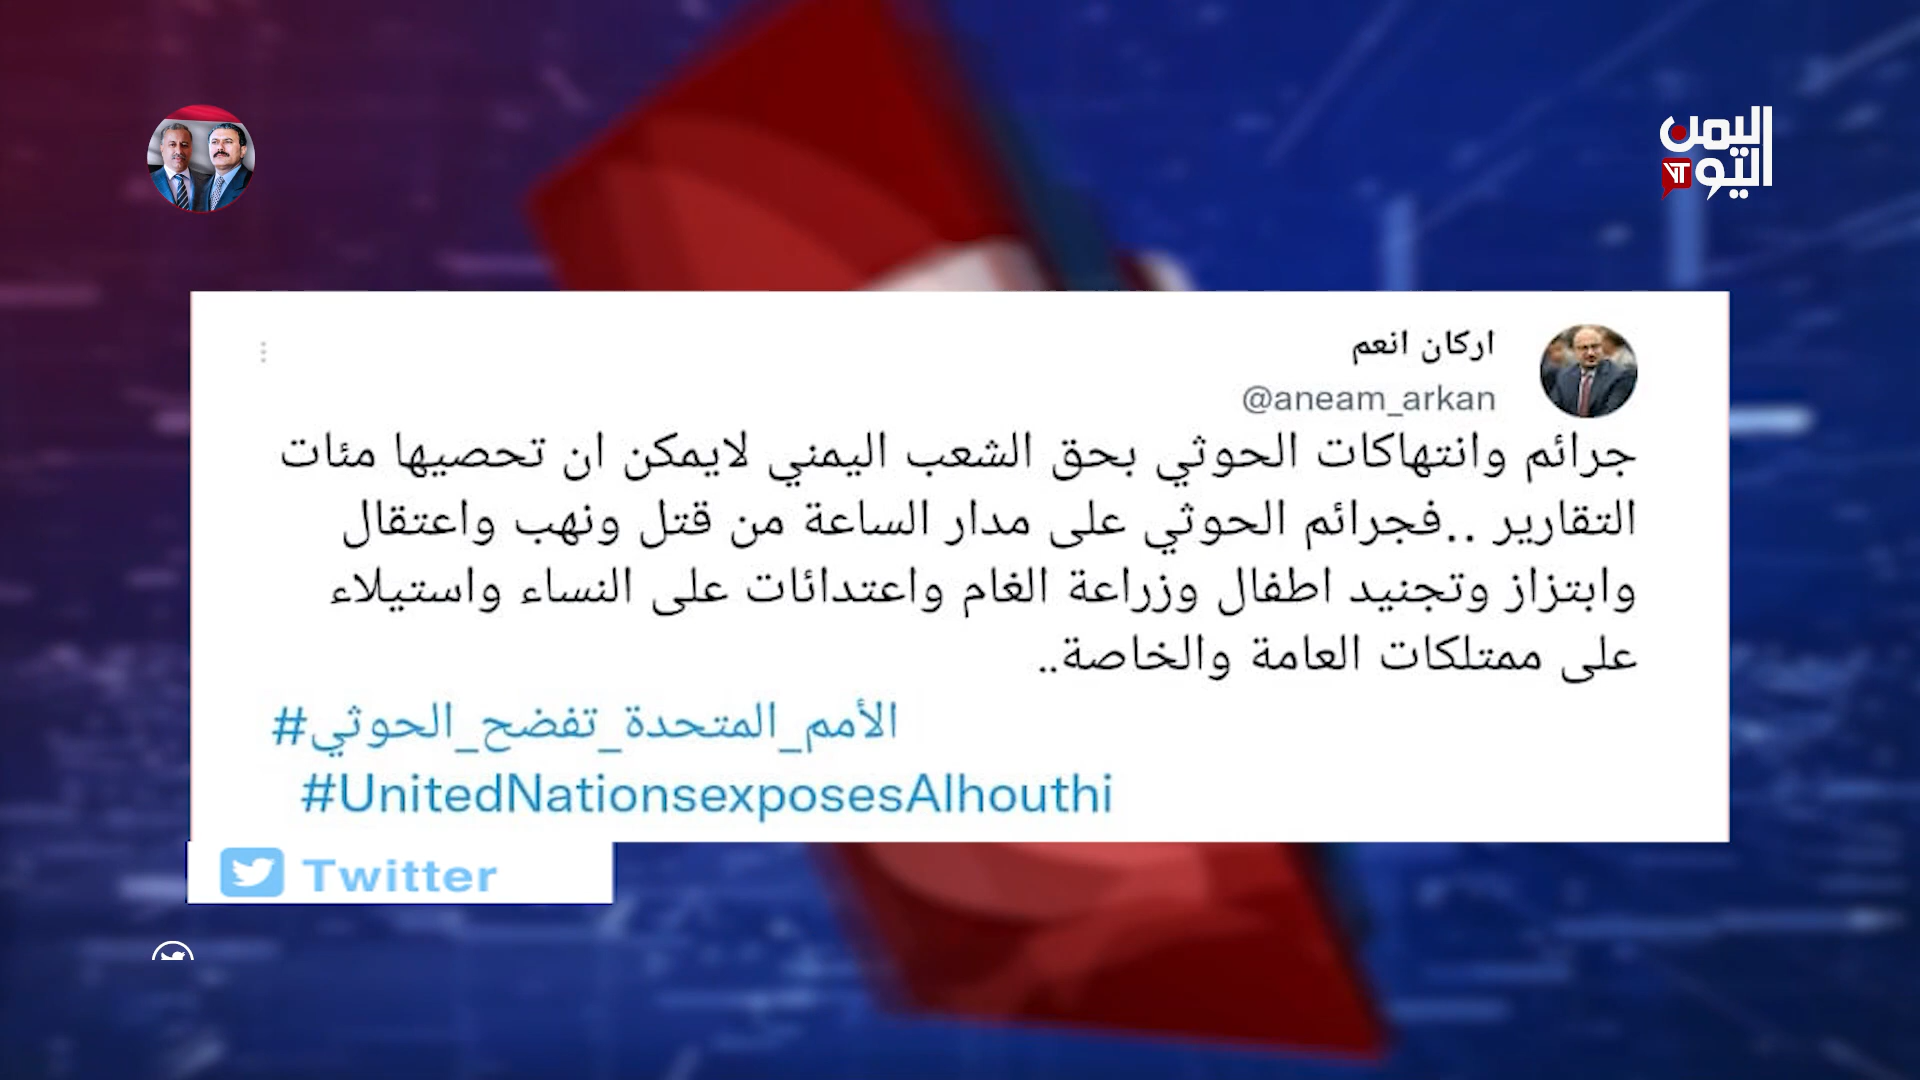 اليمن
اليوم
YT
اركان انعم
@aneam_arkan
جرائم وانتهاكات الحوثي بحق الشعب اليمني لايمكن ان تحصيها مئات
التقارير ..فجرائم الحوثي على مدار الساعة من قتل ونهب واعتقال
وابتزاز وتجنيد اطفال وزراعة الغام واعتدائات على النساء واستيلاء
على ممتلكات العامة والخاصة..
#الأمم_المتحدة_تفضح_الحوثي
#UnitedNationsexposesAlhouthi
Twitter